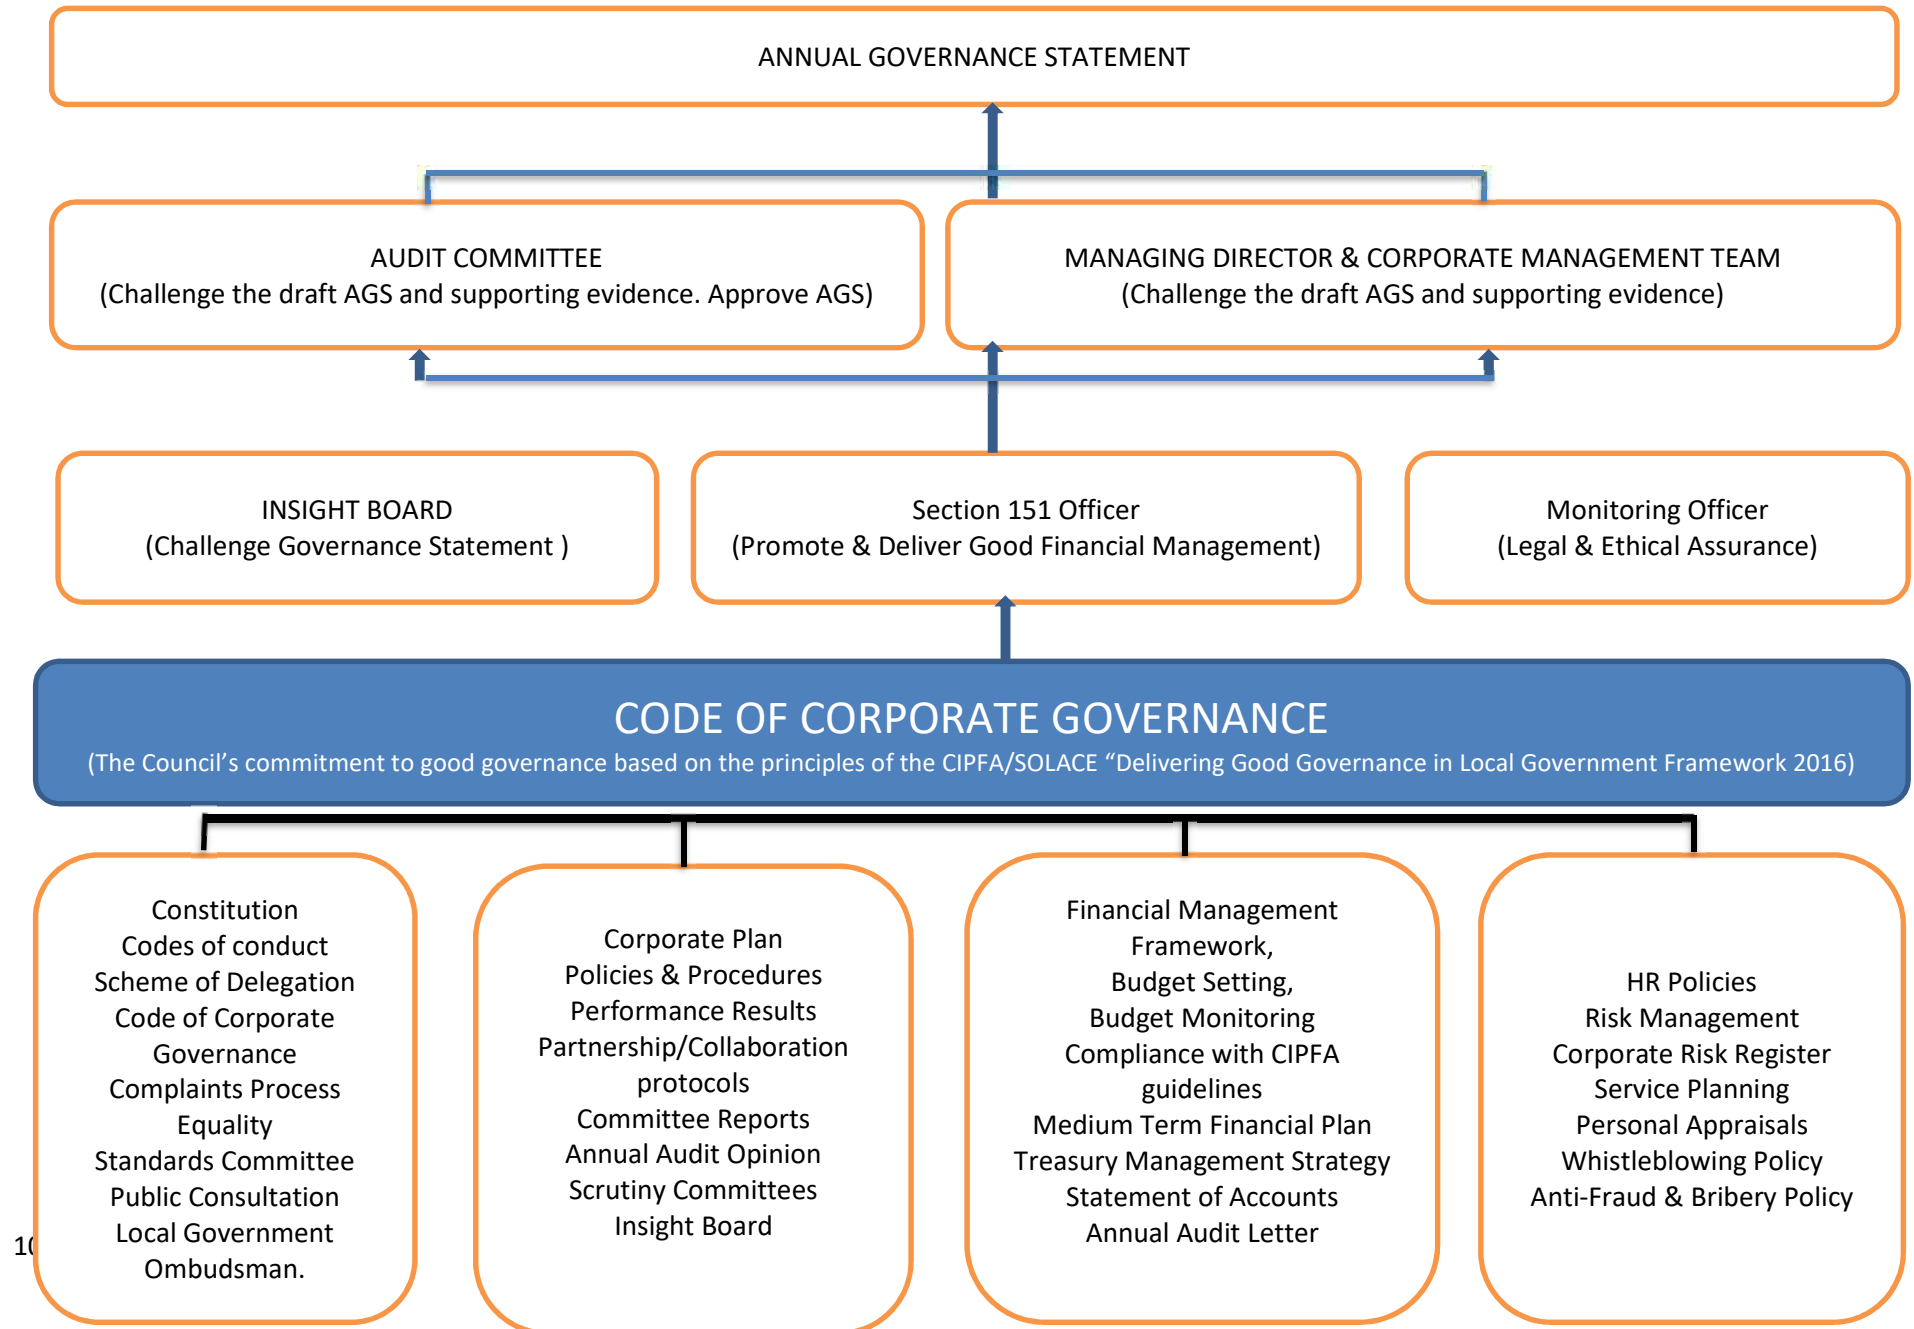 ANNUAL GOVERNANCE STATEMENT
AUDIT COMMITTEE
(Challenge the draft AGS and supporting evidence. Approve AGS)
MANAGING DIRECTOR & CORPORATE MANAGEMENT TEAM
(Challenge the draft AGS and supporting evidence)
INSIGHT BOARD
(Challenge Governance Statement )
Section 151 Officer
(Promote & Deliver Good Financial Management)
Monitoring Officer
(Legal & Ethical Assurance)
CODE OF CORPORATE GOVERNANCE
(The Council’s commitment to good governance based on the principles of the CIPFA/SOLACE “Delivering Good Governance in Local Government Framework 2016)
Constitution
Codes of conduct
Scheme of Delegation
Code of Corporate
Governance
Complaints Process
Equality
Standards Committee
Public Consultation
Local Government
Ombudsman.
Corporate Plan
Policies & Procedures
Performance Results
Partnership/Collaboration
protocols
Committee Reports
Annual Audit Opinion
Scrutiny Committees
Insight Board
Financial Management
Framework,
Budget Setting,
Budget Monitoring
Compliance with CIPFA
guidelines
Medium Term Financial Plan
Treasury Management Strategy
Statement of Accounts
Annual Audit Letter
HR Policies
Risk Management
Corporate Risk Register
Service Planning
Personal Appraisals
Whistleblowing Policy
Anti-Fraud & Bribery Policy